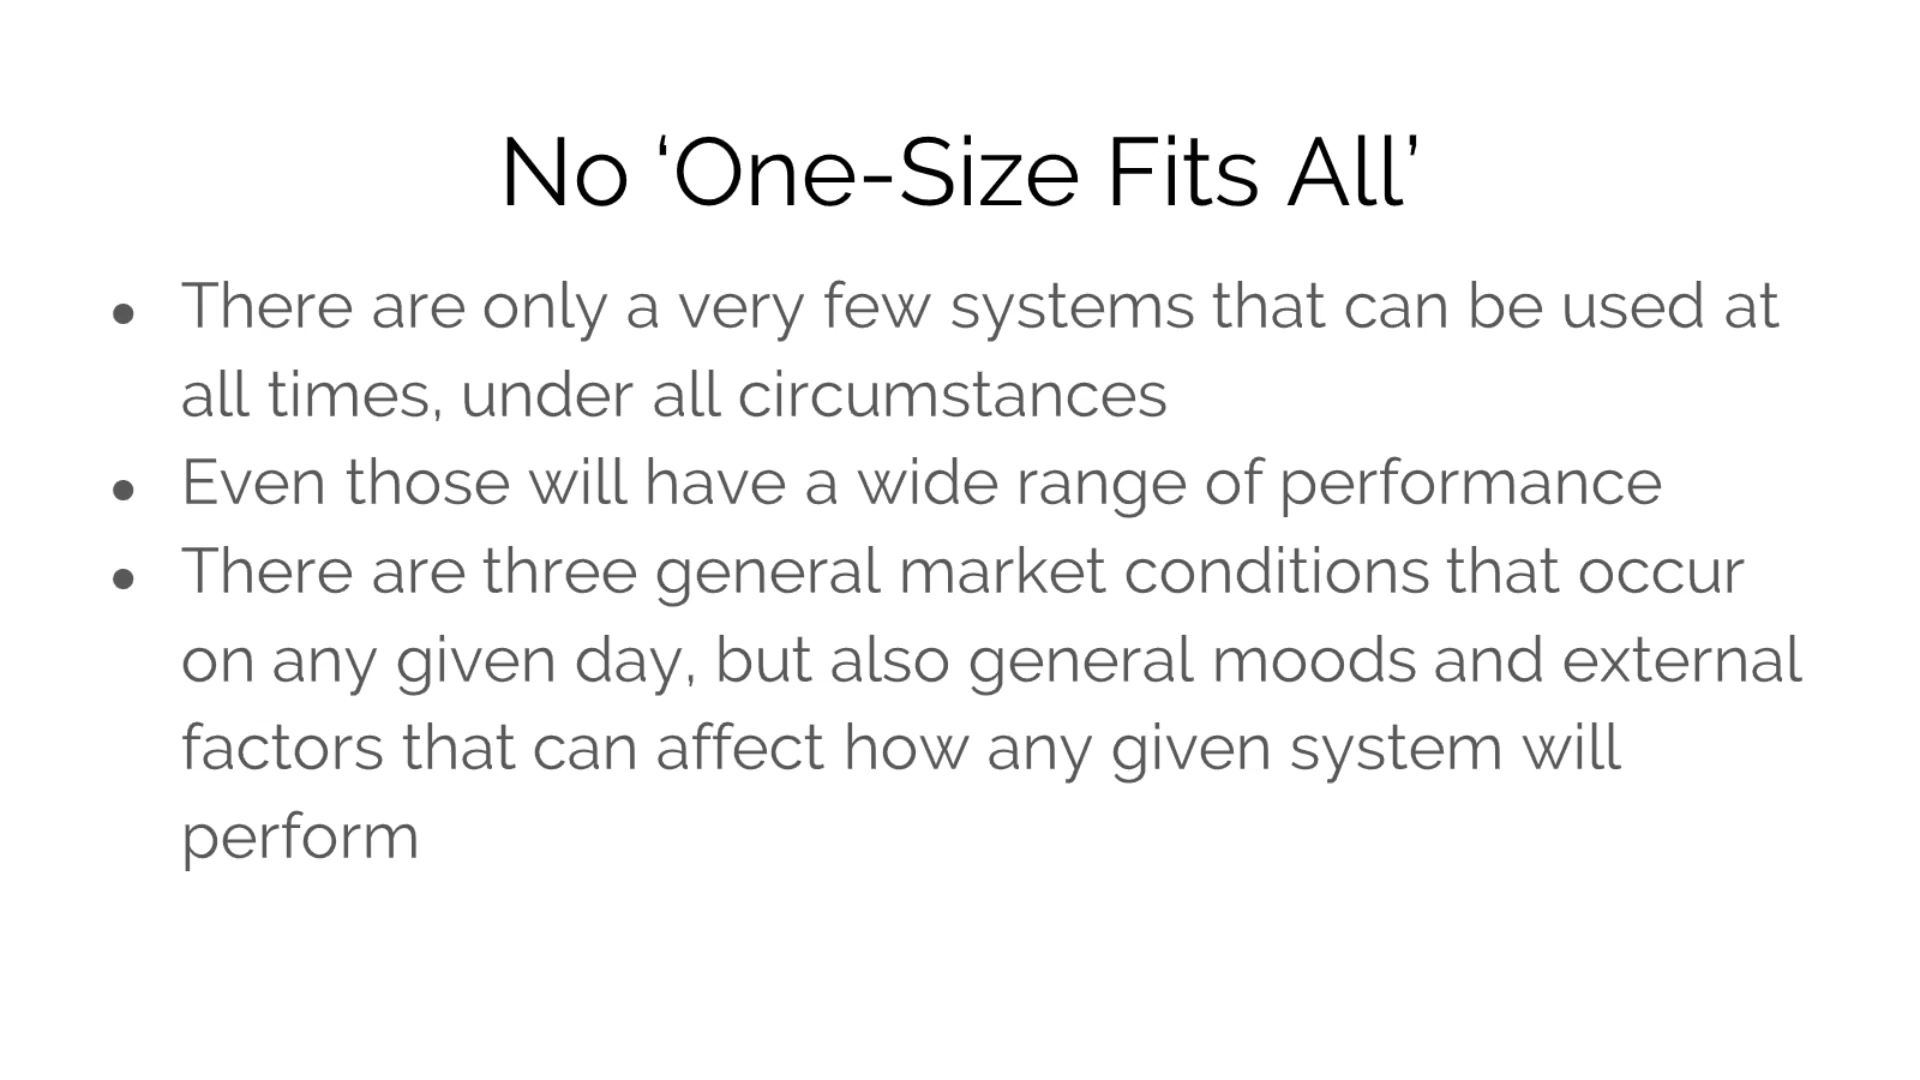 No ‘One-Size Fits All’
● There are only a very few systems that can be used at
all times, under all circumstances
● Even those will have a wide range of performance
● There are three general market conditions that occur
on any given day, but also general moods and external
factors that can affect how any given system will
perform